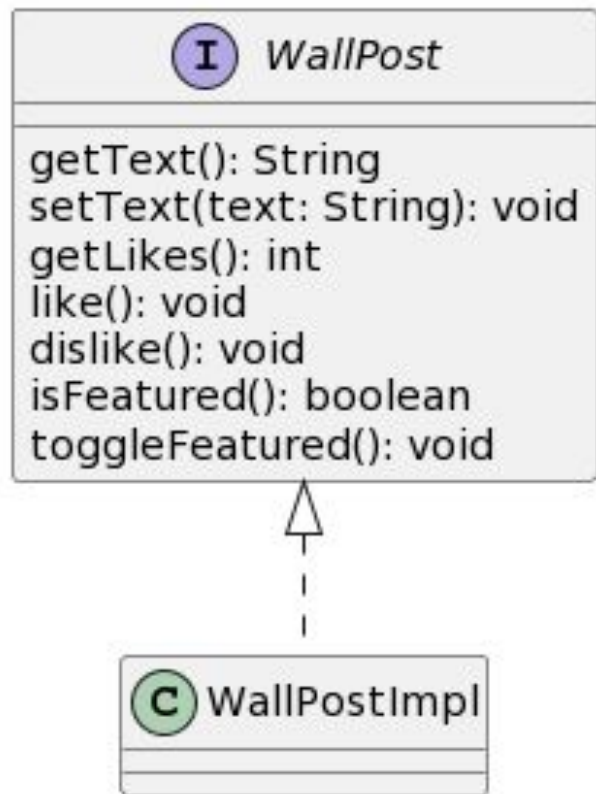 I WallPost
getText(): String
setText(text: String): void
getLikes(): int
like(): void
dislike(): void
isFeatured(): boolean
toggleFeatured(): void
C WallPostImpl